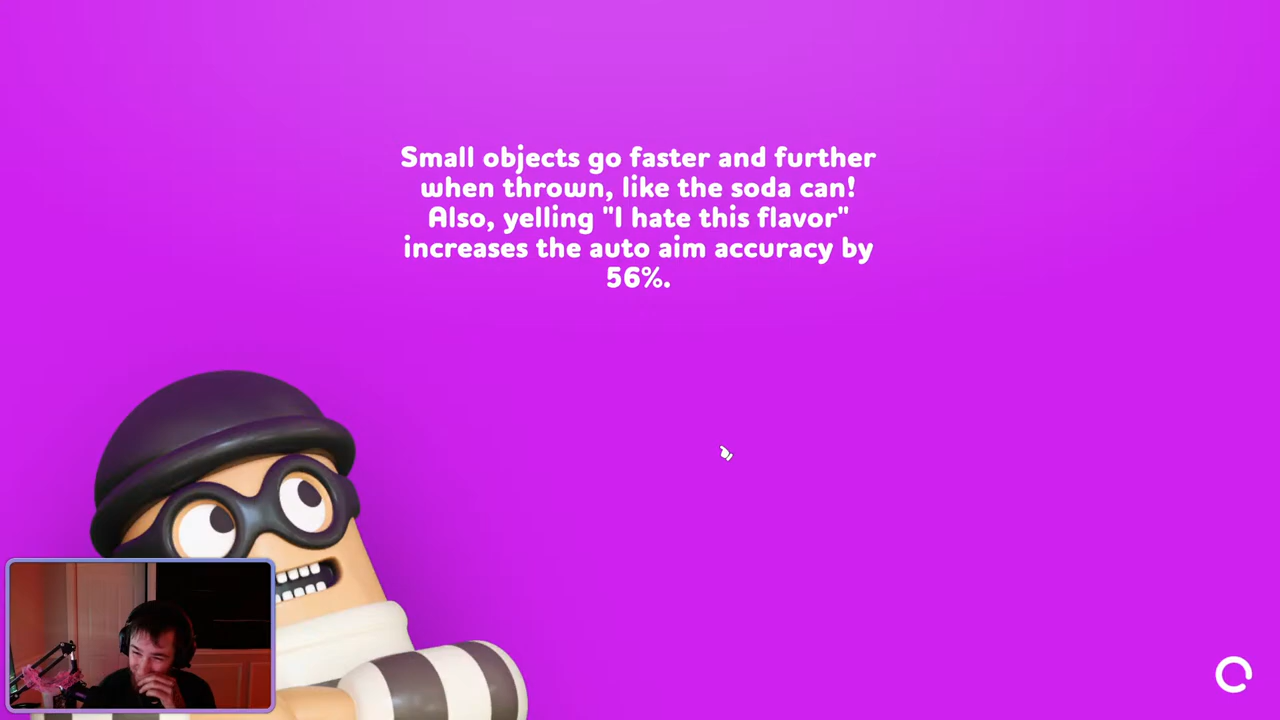 Small objects go faster and further
when thrown, like the soda can!
Also, yelling "I hate this flavor"
increases the auto aim accuracy by
56%.